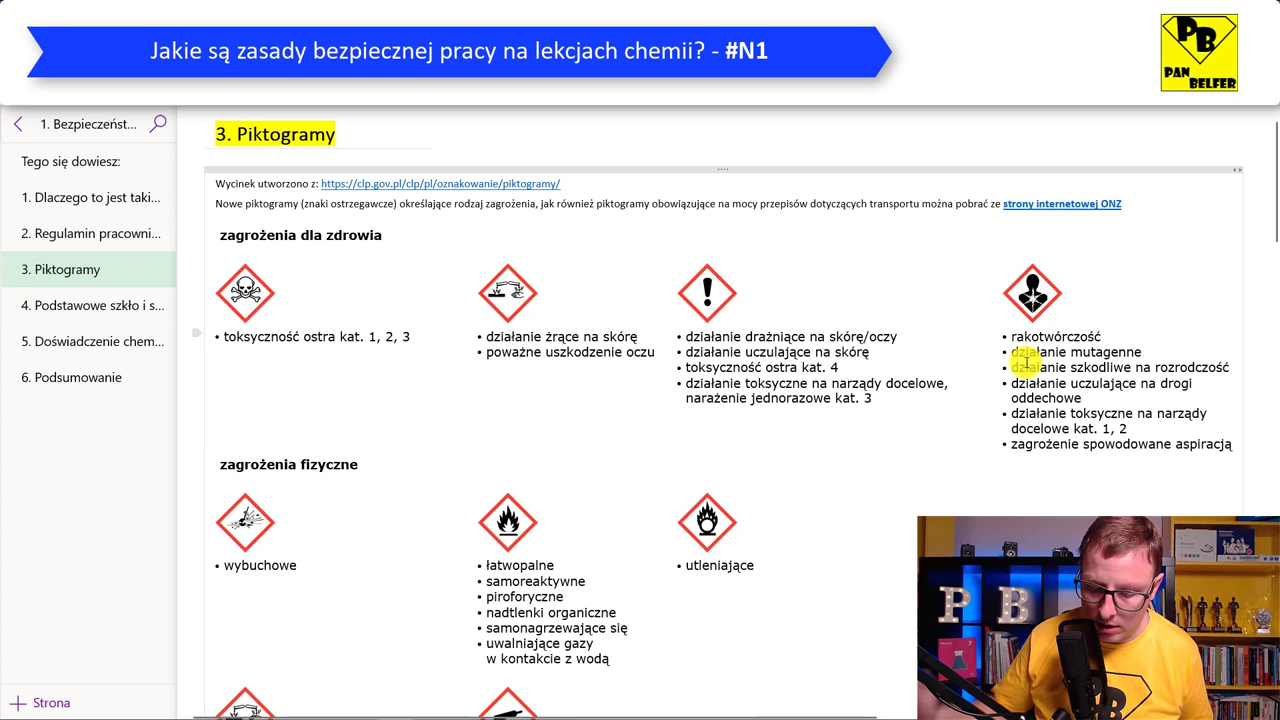 Jakie są zasady bezpiecznej pracy na lekcjach chemii? - #N1
PB
PAN
BELFER
1. Bezpieczeńst...
Tego się dowiesz:
1. Dlaczego to jest taki...
2. Regulamin pracowni...
3. Piktogramy
4. Podstawowe szkło i s...
5. Doświadczenie chem...
6. Podsumowanie
Strona
3. Piktogramy
Wycinek utworzono z: https://clp.gov.pl/clp/pl/oznakowanie/piktogramy/
Nowe piktogramy (znaki ostrzegawcze) określające rodzaj zagrożenia, jak również piktogramy obowiązujące na mocy przepisów dotyczących transportu można pobrać ze strony internetowej ONZ
zagrożenia dla zdrowia
• toksyczność ostra kat. 1, 2, 3
• działanie żrące na skórę
• poważne uszkodzenie oczu
• działanie drażniące na skórę/oczy
• działanie uczulające na skórę
• toksyczność ostra kat. 4
• działanie toksyczne na narządy docelowe,
narażenie jednorazowe kat. 3
• rakotwórczość
• działanie mutagenne
• działanie szkodliwe na rozrodczość
• działanie uczulające na drogi
oddechowe
• działanie toksyczne na narządy
docelowe kat. 1, 2
• zagrożenie spowodowane aspiracją
zagrożenia fizyczne
• wybuchowe
• łatwopalne
• samoreaktywne
• piroforyczne
• nadtlenki organiczne
• samonagrzewające się
• uwalniające gazy
w kontakcie z wodą
• utleniające
P B
PB